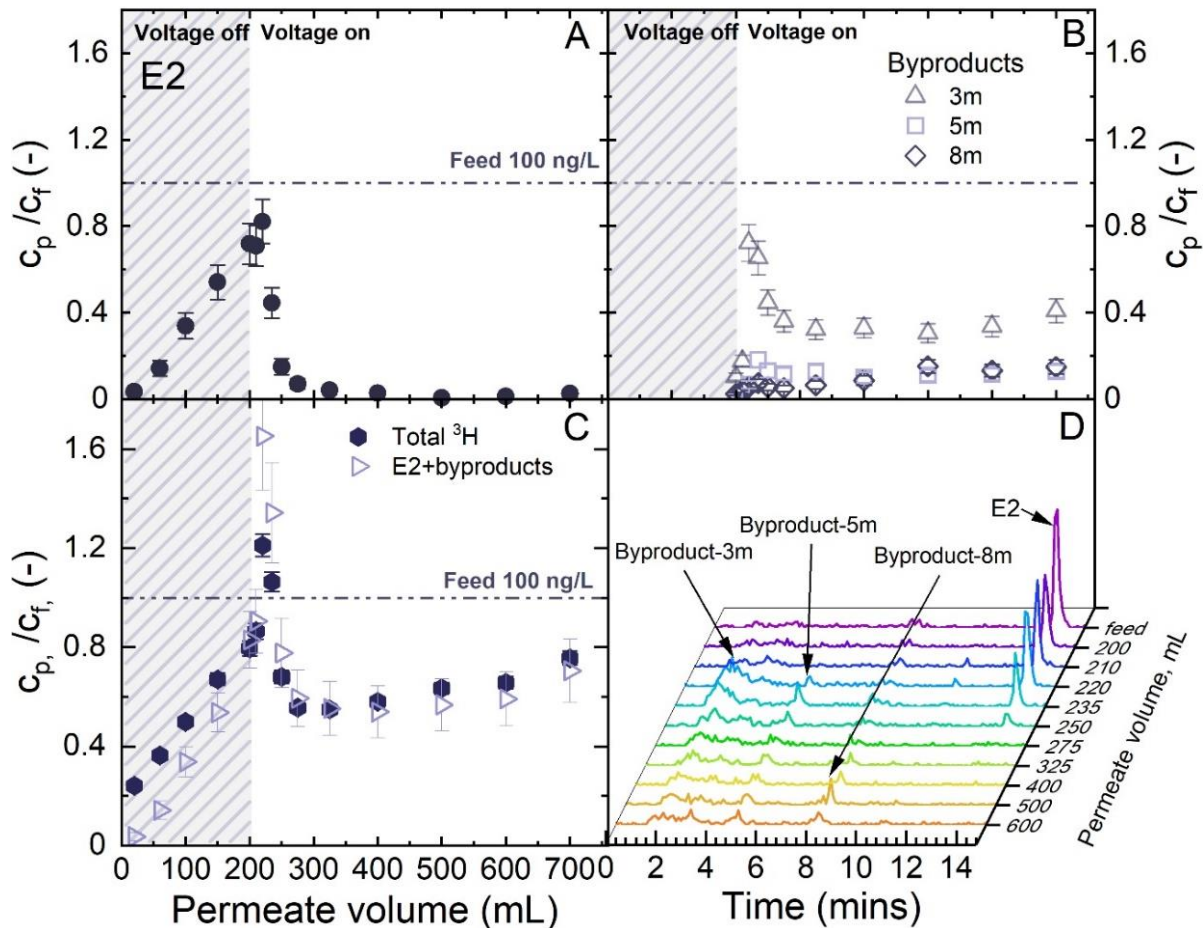 Voltage off Voltage on A
E2
1.6
1.2
0.8
0.4
0
c_p /c_f (-)
Feed 100 ng/L
Voltage off Voltage on B
Byproducts
3m
5m
8m
1.6
1.2
0.8
0.4
0
c_p /c_f (-)
C
Total ³H
E2+byproducts
1.6
1.2
0.8
0.4
0
c_p, /c_f, (-)
Feed 100 ng/L
0 100 200 300 400 500 600 700
Permeate volume (mL)
D
E2
Byproduct-5m
Byproduct-3m
Byproduct-8m
feed
200
210
220
235
250
275
325
400
500
600
Permeate volume, mL
0 2 4 6 8 10 12 14
Time (mins)